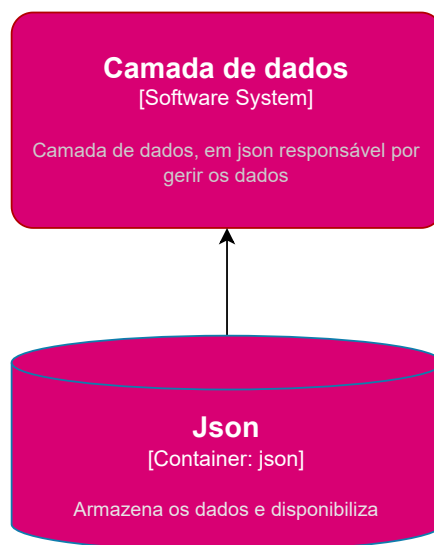 Camada de dados
[Software System]
Camada de dados, em json responsável por
gerir os dados
Json
[Container: json]
Armazena os dados e disponibiliza